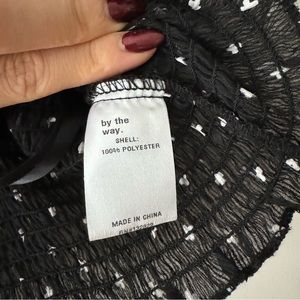 by the
way.
SHELL:
100% POLYESTER
MADE IN CHINA